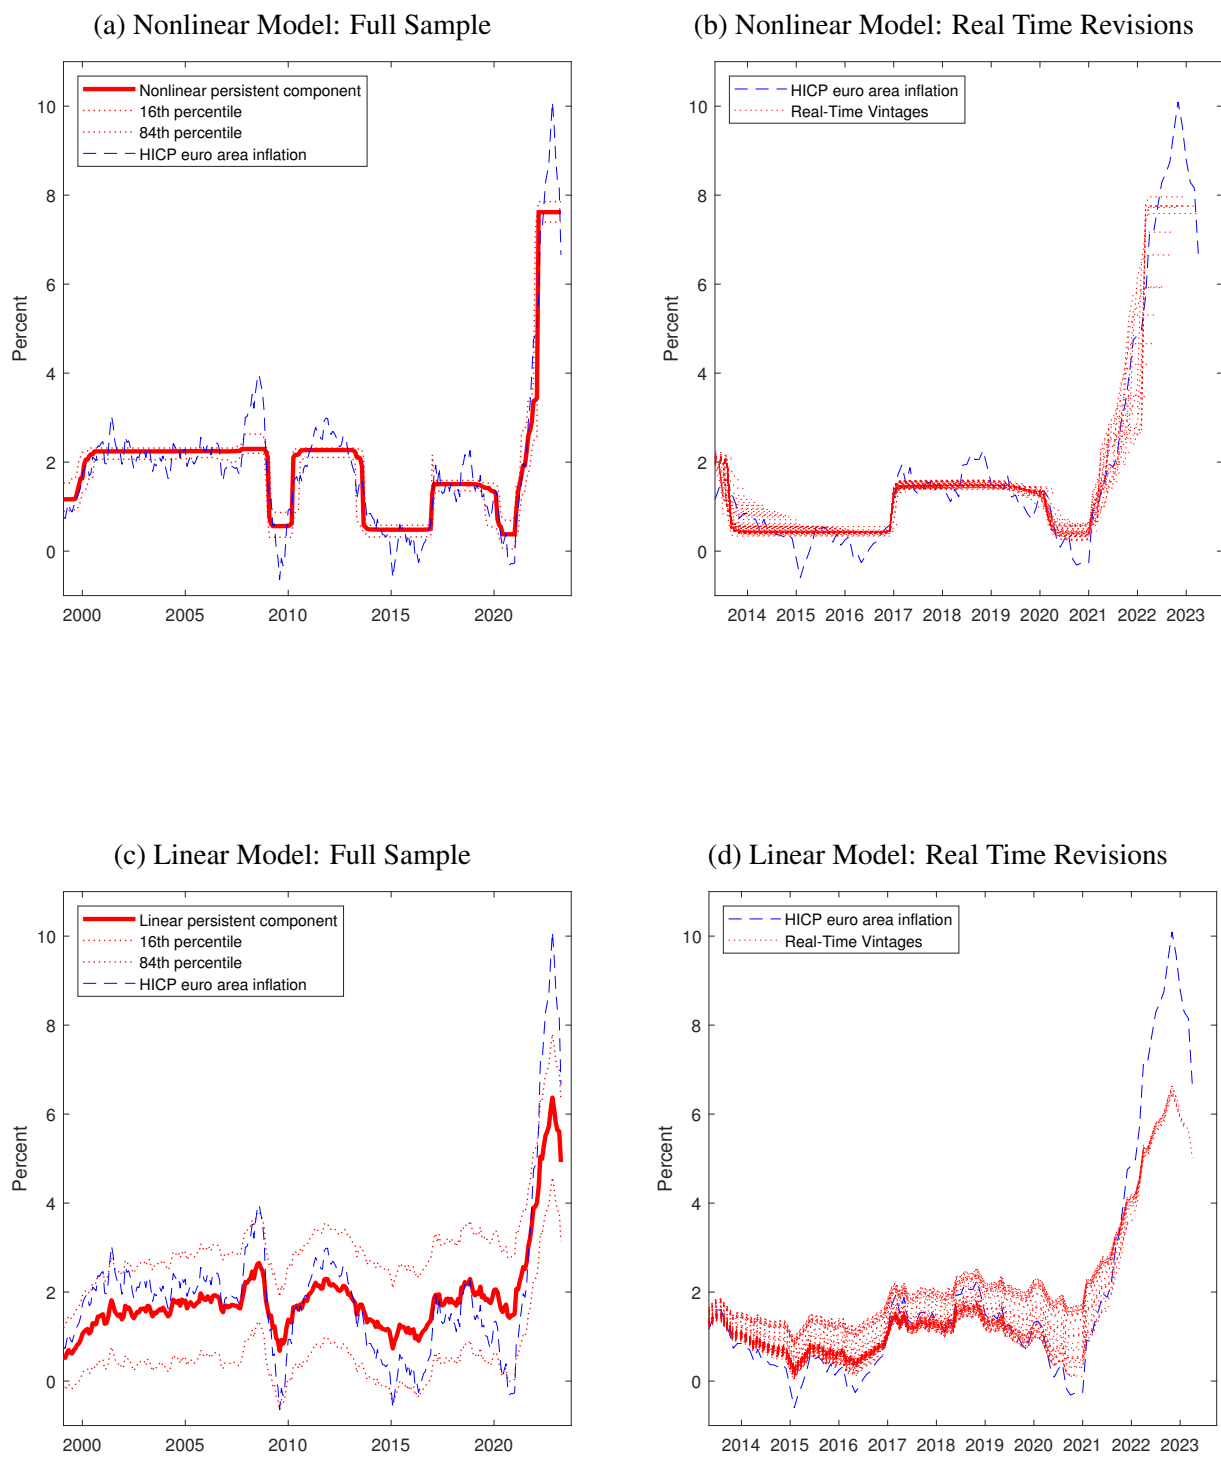 (a) Nonlinear Model: Full Sample
Nonlinear persistent component
16th percentile
84th percentile
HICP euro area inflation
Percent
10
8
6
4
2
0
2000 2005 2010 2015 2020
(b) Nonlinear Model: Real Time Revisions
HICP euro area inflation
Real-Time Vintages
Percent
10
8
6
4
2
0
2014 2015 2016 2017 2018 2019 2020 2021 2022 2023
(c) Linear Model: Full Sample
Linear persistent component
16th percentile
84th percentile
HICP euro area inflation
Percent
10
8
6
4
2
0
2000 2005 2010 2015 2020
(d) Linear Model: Real Time Revisions
HICP euro area inflation
Real-Time Vintages
Percent
10
8
6
4
2
0
2014 2015 2016 2017 2018 2019 2020 2021 2022 2023